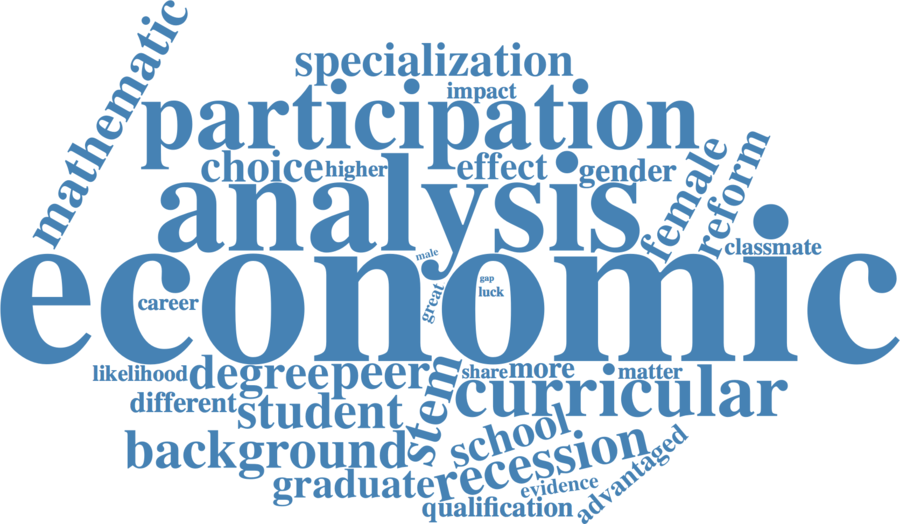 mathematic
specialization
impact
participation
choice
higher
effect
gender
female
reform
analysis
classmate
male
economic
career
great
gap
luck
likelihood
degree
peer
share
more
matter
different
student
stem
curricular
background
school
recession
graduate
evidence
advantaged
qualification